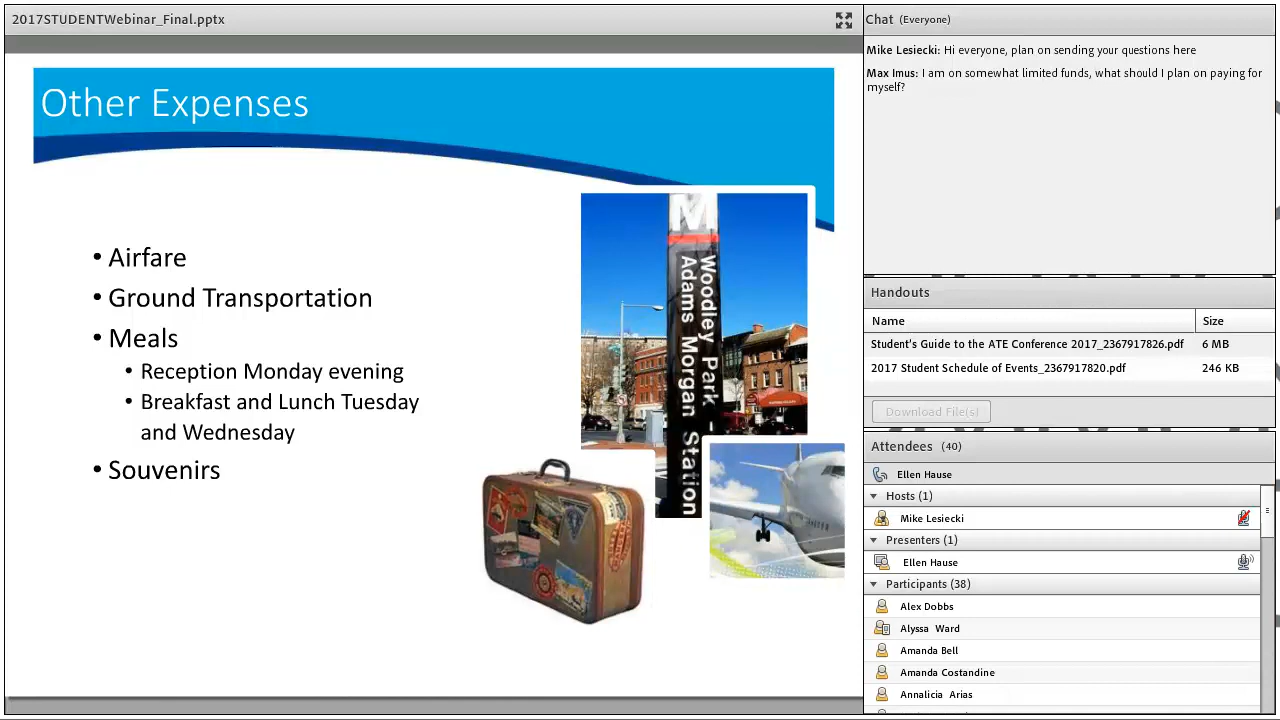 2017STUDENTWebinar_Final.pptx
Other Expenses
• Airfare
• Ground Transportation
• Meals
• Reception Monday evening
• Breakfast and Lunch Tuesday
and Wednesday
• Souvenirs
M
Woodley Park -
Adams Morgan Station
Chat (Everyone)
Mike Lesiecki: Hi everyone, plan on sending your questions here
Max Imus: I am on somewhat limited funds, what should I plan on paying for
myself?
Handouts
Name Size
Student's Guide to the ATE Conference 2017_2367917826.pdf 6 MB
2017 Student Schedule of Events_2367917820.pdf 246 KB
Download File(s)
Attendees (40)
Ellen Hause
Hosts (1)
Mike Lesiecki
Presenters (1)
Ellen Hause
Participants (38)
Alex Dobbs
Alyssa Ward
Amanda Bell
Amanda Costandine
Annalicia Arias